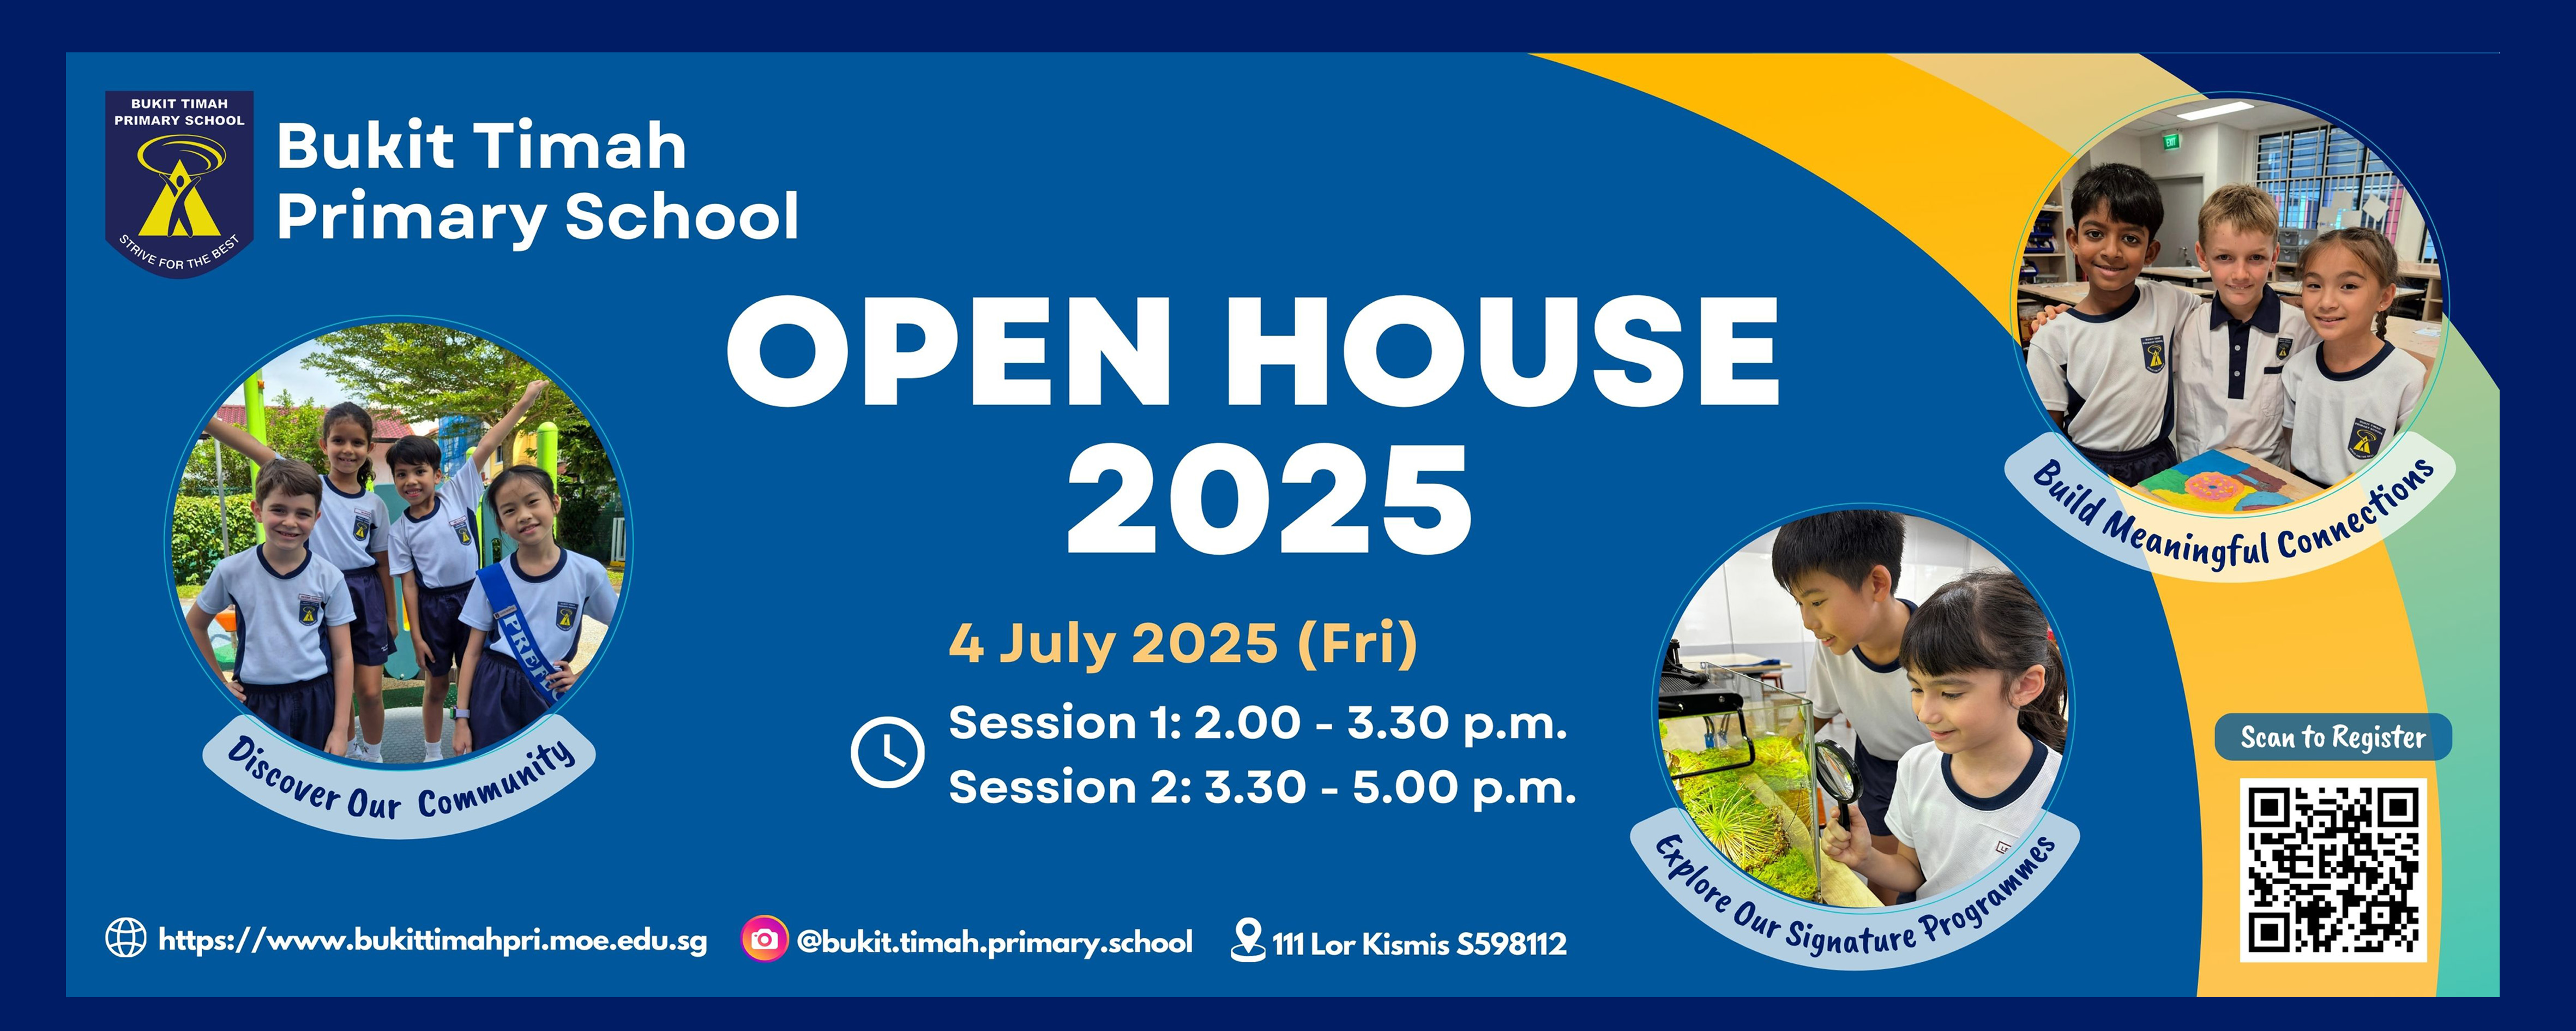 BUKIT TIMAH
PRIMARY SCHOOL
STRIVE FOR THE BEST
Bukit Timah
Primary School
OPEN HOUSE
2025
4 July 2025 (Fri)
Session 1: 2.00 - 3.30 p.m.
Session 2: 3.30 - 5.00 p.m.
PREFEC
Discover Our Community
EXIT
Build Meaningful Connections
Explore Our Signature Programmes
Scan to Register
https://www.bukittimahpri.moe.edu.sg
@bukit.timah.primary.school
111 Lor Kismis S598112